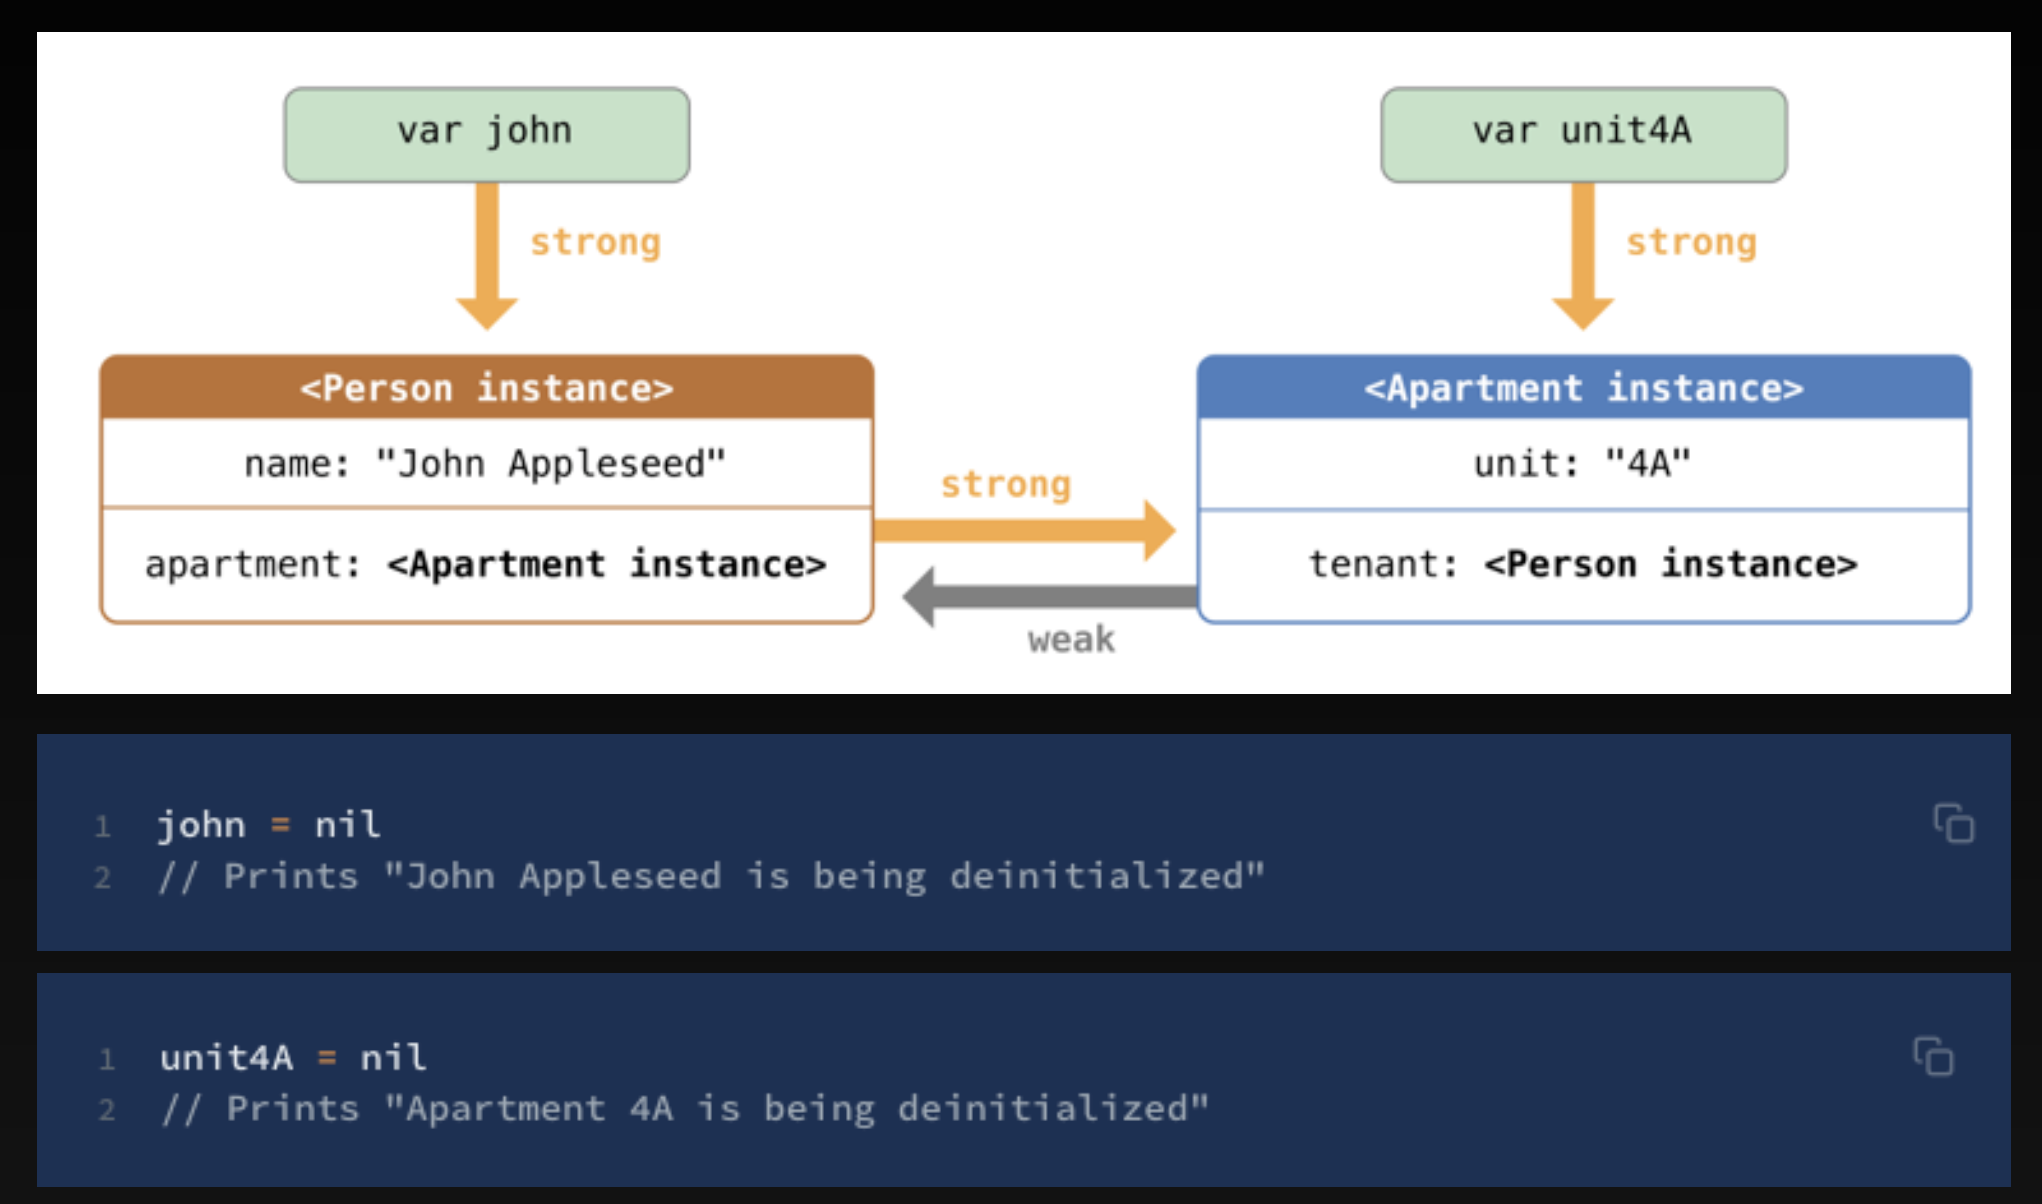 var john
var unit4A
strong
strong
<Person instance>
<Apartment instance>
name: "John Appleseed"
unit: "4A"
strong
apartment: <Apartment instance>
tenant: <Person instance>
weak
1 john = nil
2 // Prints "John Appleseed is being deinitialized"
1 unit4A = nil
2 // Prints "Apartment 4A is being deinitialized"